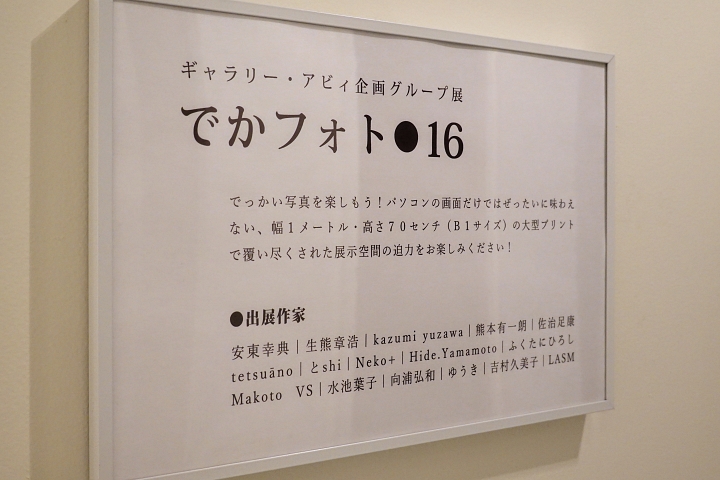 ギャラリー・アビィ企画グループ展
でかフォト●16
でっかい写真を楽しもう！パソコンの画面だけではぜったいに味わえ
ない、幅１メートル・高さ７０センチ（Ｂ１サイズ）の大型プリント
で覆い尽くされた展示空間の迫力をお楽しみください！
●出展作家
安東幸典｜生熊章浩｜kazumi yuzawa｜熊本有一朗｜佐治足康
tetsuāno｜とshi｜Neko+｜Hide.Yamamoto｜ふくたにひろし
Makoto　VS｜水池葉子｜向浦弘和｜ゆうき｜吉村久美子｜LASM